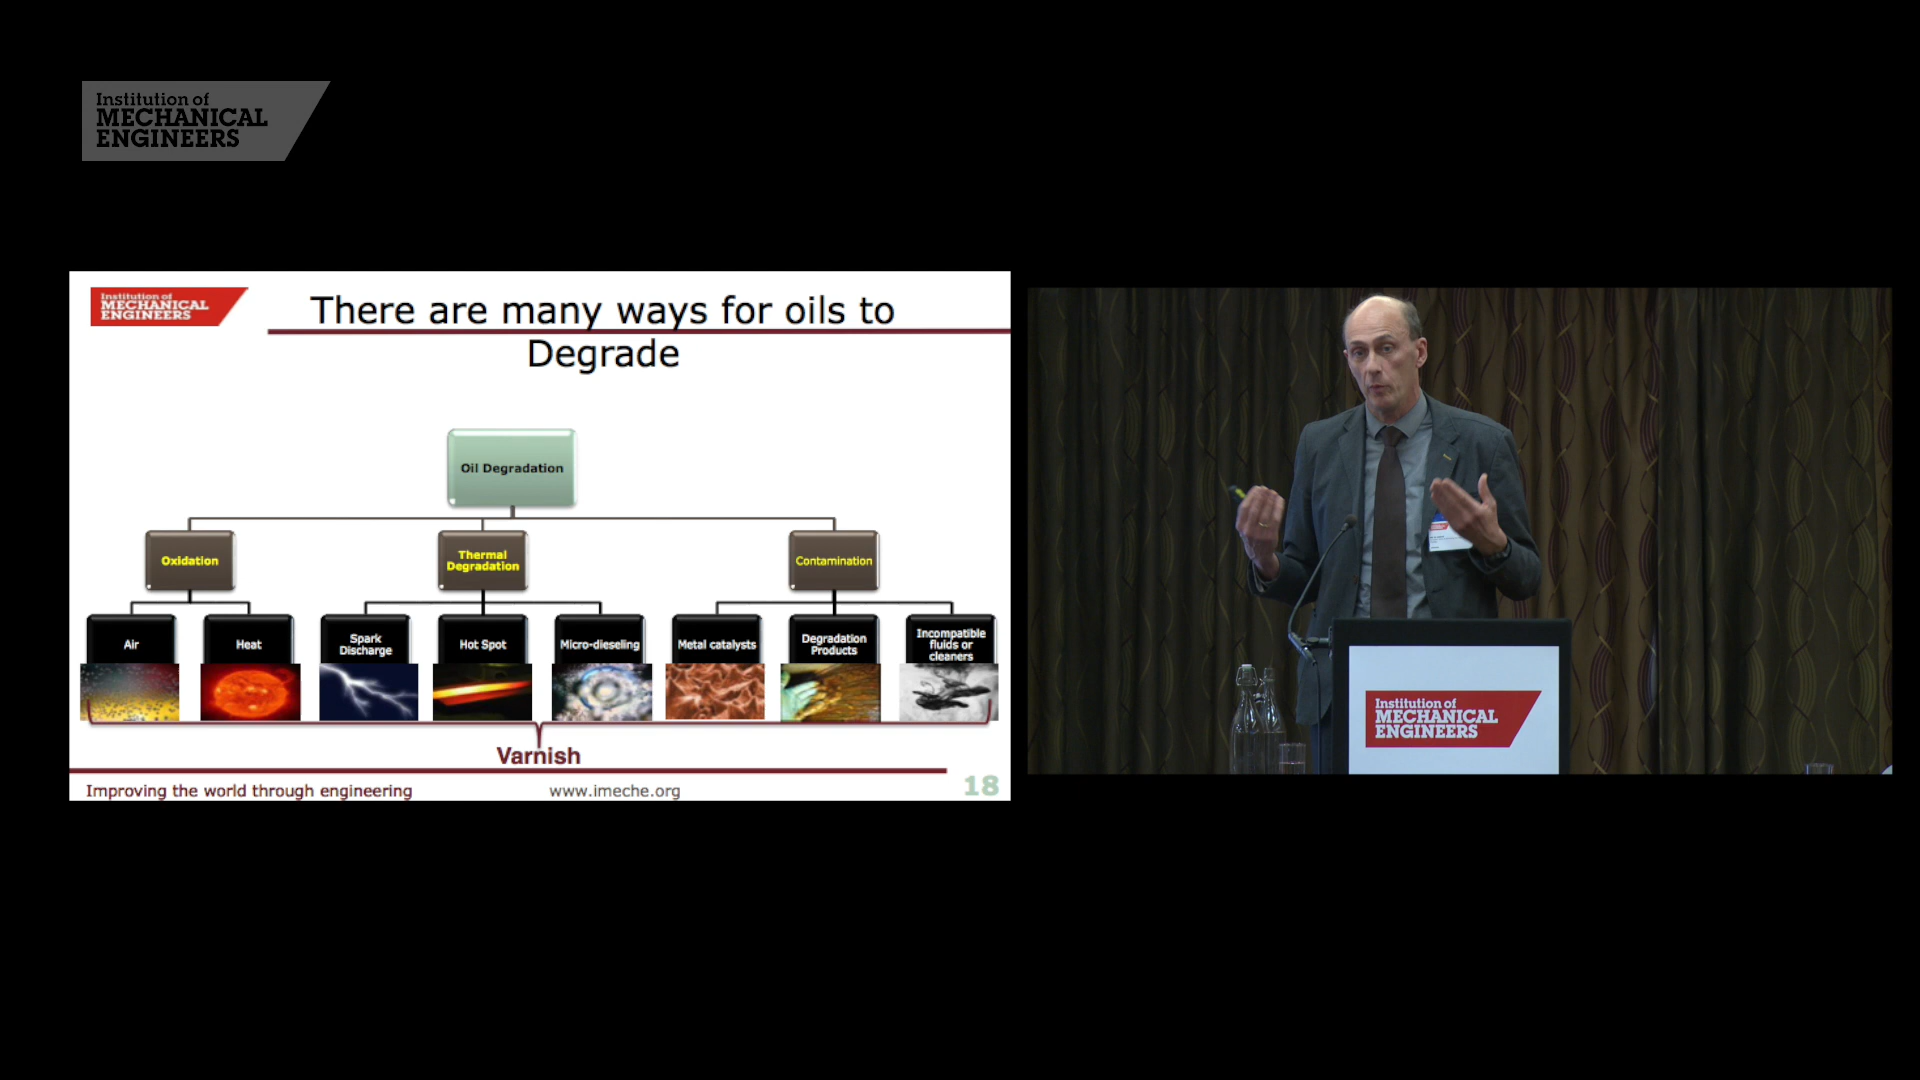 Institution of
MECHANICAL
ENGINEERS
Institution of
MECHANICAL
ENGINEERS
There are many ways for oils to
Degrade
Oil Degradation
Oxidation
Thermal
Degradation
Contamination
Air
Heat
Spark
Discharge
Hot Spot
Micro-dieseling
Metal catalysts
Degradation
Products
Incompatible
fluids or
cleaners
Varnish
Improving the world through engineering
www.imeche.org
18
Institution of
MECHANICAL
ENGINEERS